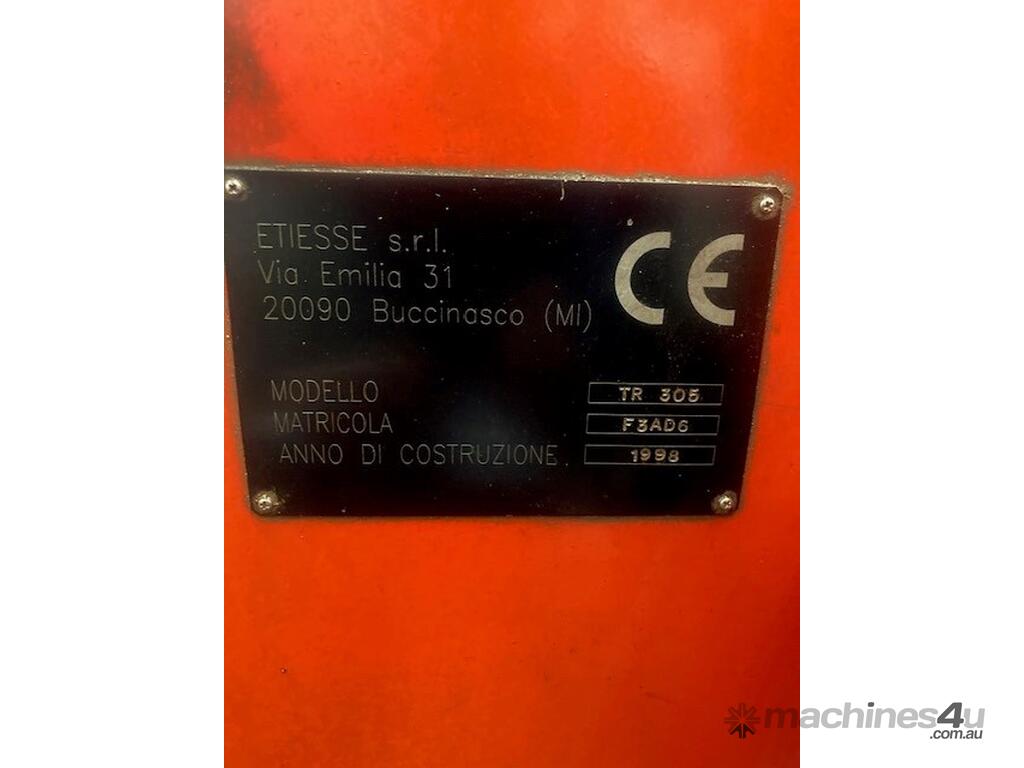 ETIESSE s.r.l.
Via Emilia 31
20090 Buccinasco (MI)
CE
MODELLO TR 305
MATRICOLA F3AD6
ANNO DI COSTRUZIONE 1998
machines4u
.com.au